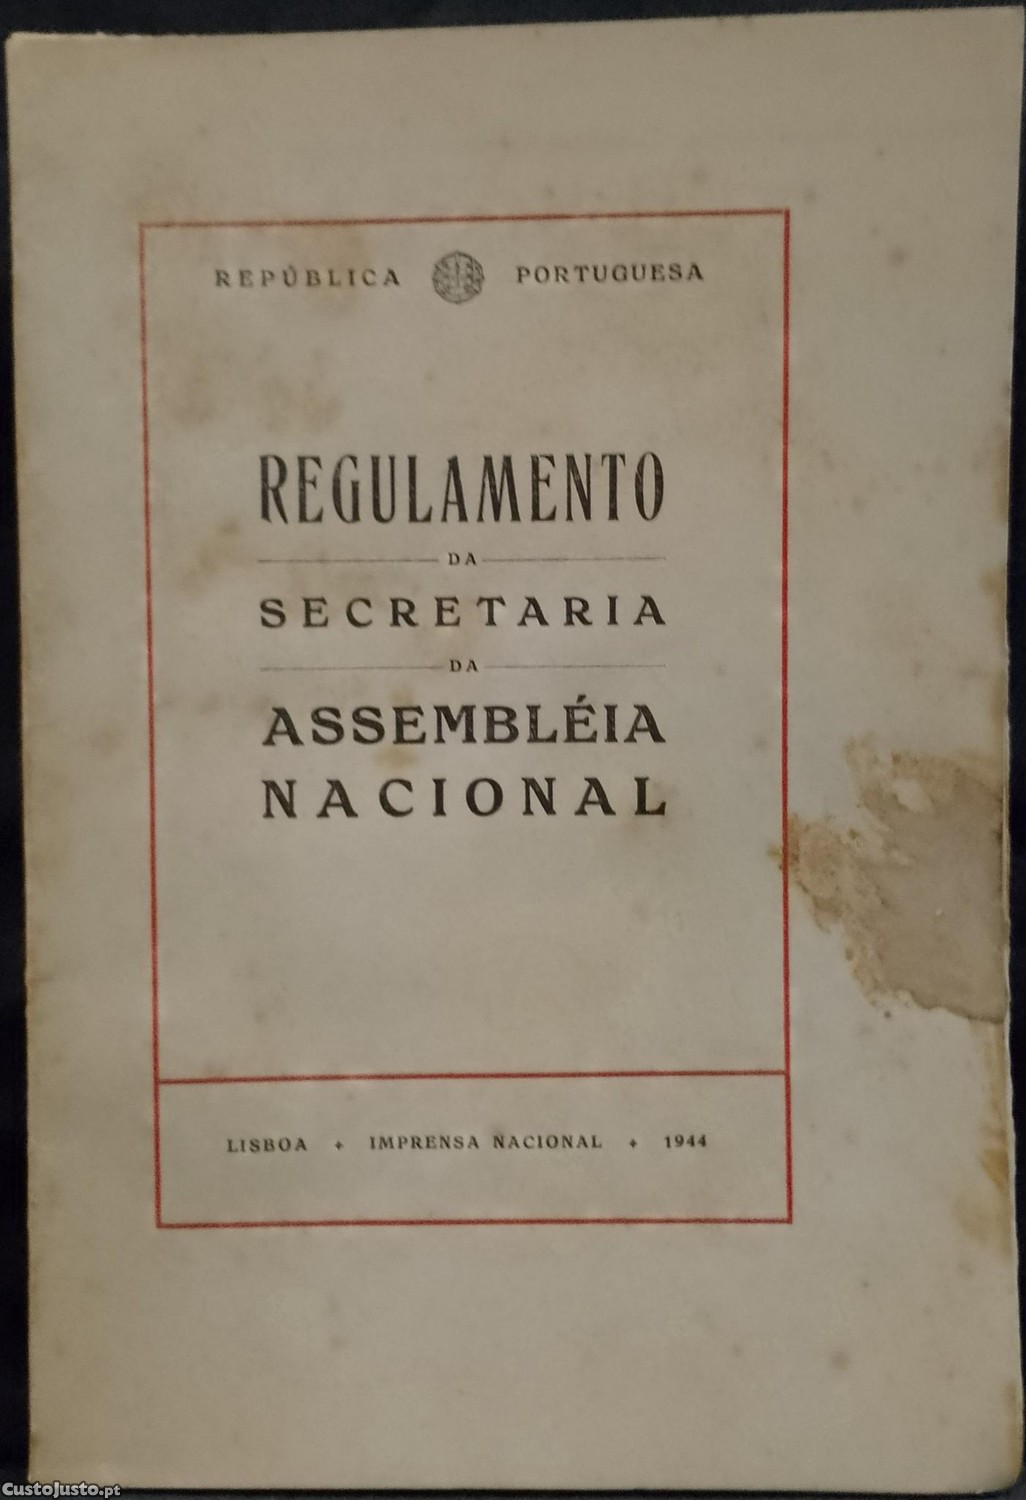 REPÚBLICA PORTUGUESA
REGULAMENTO
DA
SECRETARIA
DA
ASSEMBLÉIA
NACIONAL
LISBOA + IMPRENSA NACIONAL + 1944
CustoJusto.pt